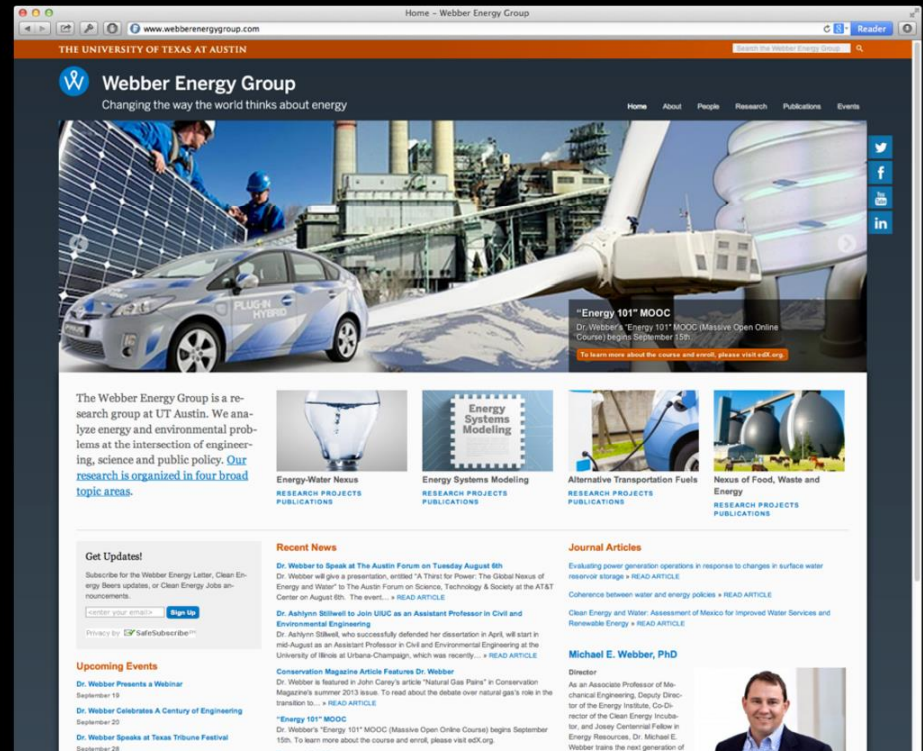 Home - Webber Energy Group
www.webberenergygroup.com
Reader
THE UNIVERSITY OF TEXAS AT AUSTIN
Search the Webber Energy Group
Webber Energy Group
Changing the way the world thinks about energy
Home About People Research Publications Events
PLUG-IN
HYBRID
PRIUS
"Energy 101" MOOC
Dr. Webber's "Energy 101" MOOC (Massive Open Online
Course) begins September 15th.
To learn more about the course and enroll, please visit edX.org.
You
Tube
in
The Webber Energy Group is a re-
search group at UT Austin. We ana-
lyze energy and environmental prob-
lems at the intersection of engineer-
ing, science and public policy. Our
research is organized in four broad
topic areas.
Energy-Water Nexus
RESEARCH PROJECTS
PUBLICATIONS
Energy
Systems
Modeling
Energy Systems Modeling
RESEARCH PROJECTS
PUBLICATIONS
Alternative Transportation Fuels
RESEARCH PROJECTS
PUBLICATIONS
Nexus of Food, Waste and
Energy
RESEARCH PROJECTS
PUBLICATIONS
Get Updates!
Subscribe for the Webber Energy Letter, Clean En-
ergy Beers updates, or Clean Energy Jobs an-
nouncements.
<enter your email> Sign Up
Privacy by SafeSubscribe
Upcoming Events
Dr. Webber Presents a Webinar
September 19
Dr. Webber Celebrates A Century of Engineering
September 20
Dr. Webber Speaks at Texas Tribune Festival
September 28
Recent News
Dr. Webber to Speak at The Austin Forum on Tuesday August 6th
Dr. Webber will give a presentation, entitled "A Thirst for Power: The Global Nexus of
Energy and Water" to The Austin Forum on Science, Technology & Society at the AT&T
Center on August 6th. The event… » READ ARTICLE
Dr. Ashlynn Stillwell to Join UIUC as an Assistant Professor in Civil and
Environmental Engineering
Dr. Ashlynn Stillwell, who successfully defended her dissertation in April, will start in
mid-August as an Assistant Professor in Civil and Environmental Engineering at the
University of Illinois at Urbana-Champaign, which was recently… » READ ARTICLE
Conservation Magazine Article Features Dr. Webber
Dr. Webber is featured in John Carey's article "Natural Gas Pains" in Conservation
Magazine's summer 2013 issue. To read about the debate over natural gas's role in the
transition to… » READ ARTICLE
"Energy 101" MOOC
Dr. Webber's "Energy 101" MOOC (Massive Open Online Course) begins September
15th. To learn more about the course and enroll, please visit edX.org.
Journal Articles
Evaluating power generation operations in response to changes in surface water
reservoir storage » READ ARTICLE
Coherence between water and energy policies » READ ARTICLE
Clean Energy and Water: Assessment of Mexico for Improved Water Services and
Renewable Energy » READ ARTICLE
Michael E. Webber, PhD
Director
As an Associate Professor of Me-
chanical Engineering, Deputy Direc-
tor of the Energy Institute, Co-Di-
rector of the Clean Energy Incuba-
tor, and Josey Centennial Fellow in
Energy Resources, Dr. Michael E.
Webber trains the next generation of